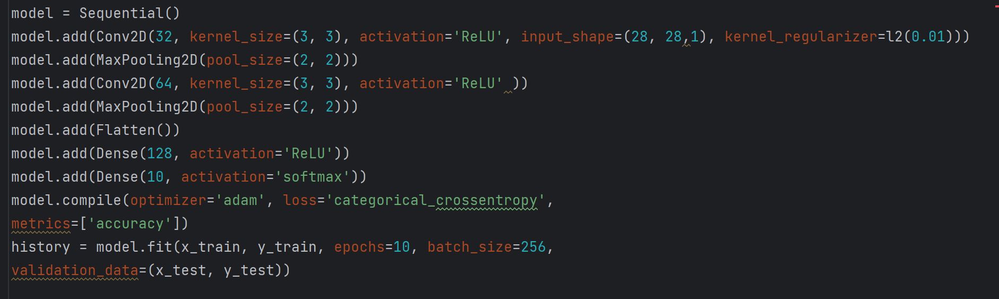 model = Sequential()
model.add(Conv2D(32, kernel_size=(3, 3), activation='ReLU', input_shape=(28, 28,1), kernel_regularizer=l2(0.01)))
model.add(MaxPooling2D(pool_size=(2, 2)))
model.add(Conv2D(64, kernel_size=(3, 3), activation='ReLU' ))
model.add(MaxPooling2D(pool_size=(2, 2)))
model.add(Flatten())
model.add(Dense(128, activation='ReLU'))
model.add(Dense(10, activation='softmax'))
model.compile(optimizer='adam', loss='categorical_crossentropy',
metrics=['accuracy'])
history = model.fit(x_train, y_train, epochs=10, batch_size=256,
validation_data=(x_test, y_test))